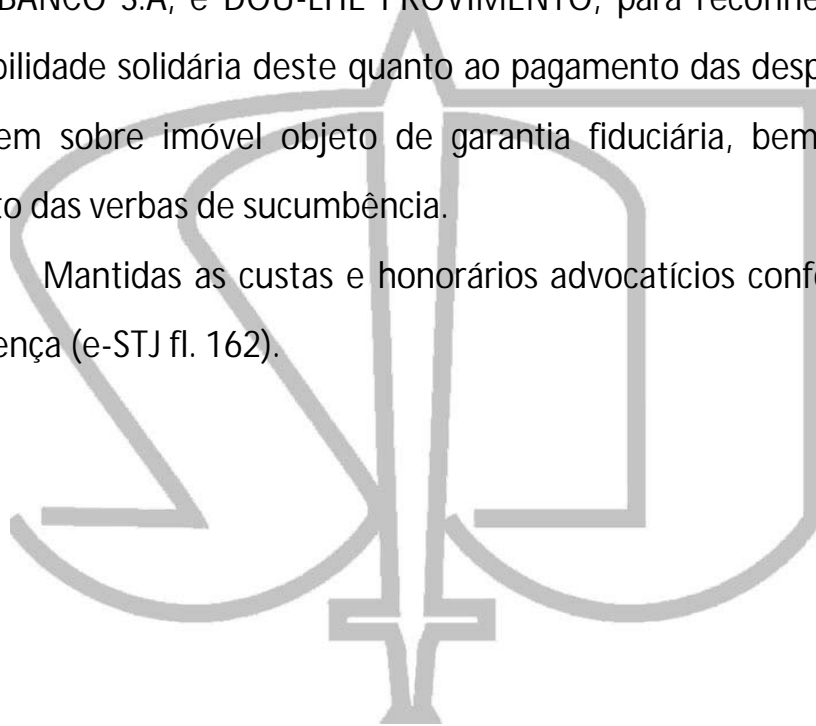 BANCO S.A, e DOU-LHE PROVIMENTO, para reconhe
bilidade solidária deste quanto ao pagamento das desp
em sobre imóvel objeto de garantia fiduciária, bem
to das verbas de sucumbência.
Mantidas as custas e honorários advocatícios conf
ença (e-STJ fl. 162).